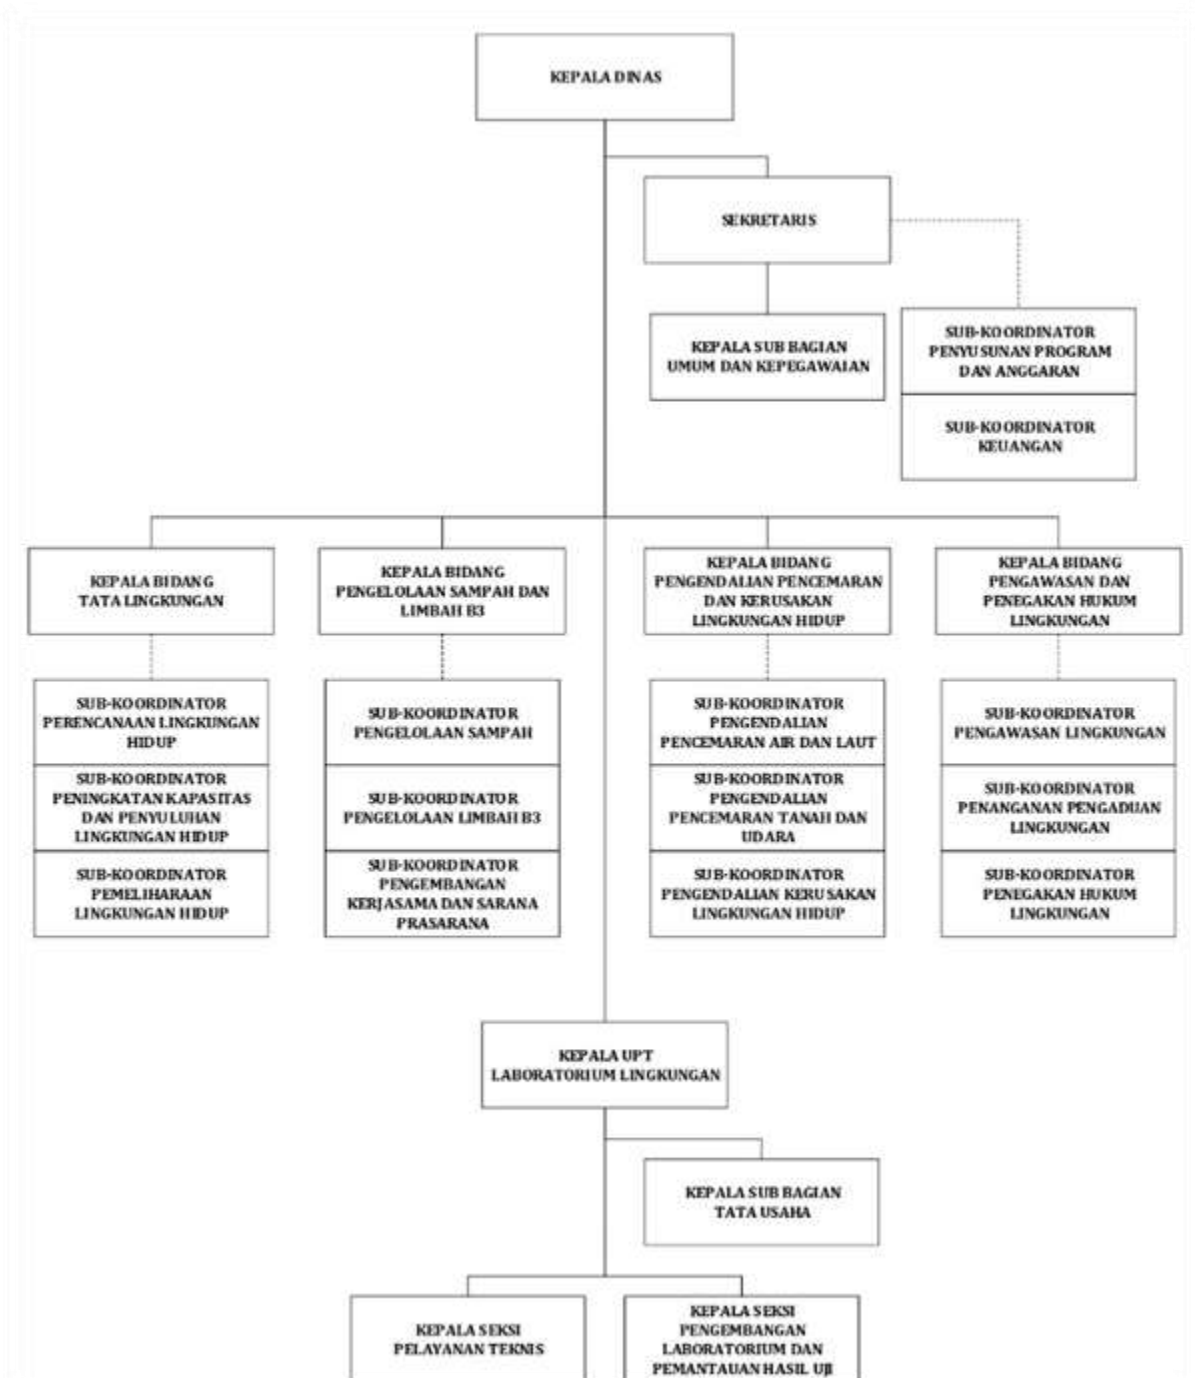 KEPALA DINAS
SEKRETARIS
KEPALA SUB BAGIAN
UMUM DAN KEPEGAWAIAN
SUB-KOORDINATOR
PENYUSUNAN PROGRAM
DAN ANGGARAN
SUB-KOORDINATOR
KEUANGAN
KEPALA BIDANG
TATA LINGKUNGAN
KEPALA BIDANG
PENGELOLAAN SAMPAH DAN
LIMBAH B3
KEPALA BIDANG
PENGENDALIAN PENCEMARAN
DAN KERUSAKAN
LINGKUNGAN HIDUP
KEPALA BIDANG
PENGAWASAN DAN
PENEGAKAN HUKUM
LINGKUNGAN
SUB-KOORDINATOR
PERENCANAAN LINGKUNGAN
HIDUP
SUB-KOORDINATOR
PENINGKATAN KAPASITAS
DAN PENYULUHAN
LINGKUNGAN HIDUP
SUB-KOORDINATOR
PEMELIHARAAN
LINGKUNGAN HIDUP
SUB-KOORDINATOR
PENGELOLAAN SAMPAH
SUB-KOORDINATOR
PENGELOLAAN LIMBAH B3
SUB-KOORDINATOR
PENGEMBANGAN
KERJASAMA DAN SARANA
PRASARANA
SUB-KOORDINATOR
PENGENDALIAN
PENCEMARAN AIR DAN LAUT
SUB-KOORDINATOR
PENGENDALIAN
PENCEMARAN TANAH DAN
UDARA
SUB-KOORDINATOR
PENGENDALIAN KERUSAKAN
LINGKUNGAN HIDUP
SUB-KOORDINATOR
PENGAWASAN LINGKUNGAN
SUB-KOORDINATOR
PENANGANAN PENGADUAN
LINGKUNGAN
SUB-KOORDINATOR
PENEGAKAN HUKUM
LINGKUNGAN
KEPALA UPT
LABORATORIUM LINGKUNGAN
KEPALA SUB BAGIAN
TATA USAHA
KEPALA SEKSI
PELAYANAN TEKNIS
KEPALA SEKSI
PENGEMBANGAN
LABORATORIUM DAN
PEMANTAUAN HASIL UJI